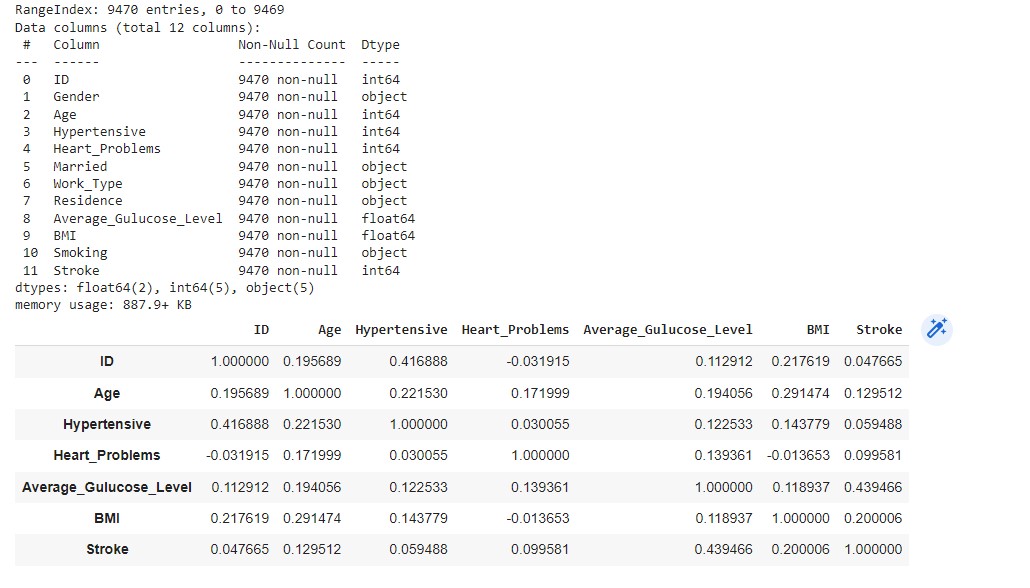 RangeIndex: 9470 entries, 0 to 9469
Data columns (total 12 columns):
#   Column                   Non-Null Count  Dtype
---  ------                   --------------  -----
0   ID                       9470 non-null   int64
1   Gender                   9470 non-null   object
2   Age                      9470 non-null   int64
3   Hypertensive             9470 non-null   int64
4   Heart_Problems           9470 non-null   int64
5   Married                  9470 non-null   object
6   Work_Type                9470 non-null   object
7   Residence                9470 non-null   object
8   Average_Gulucose_Level   9470 non-null   float64
9   BMI                      9470 non-null   float64
10  Smoking                  9470 non-null   object
11  Stroke                   9470 non-null   int64
dtypes: float64(2), int64(5), object(5)
memory usage: 887.9+ KB
ID Age Hypertensive Heart_Problems Average_Gulucose_Level BMI Stroke
ID 1.000000 0.195689 0.416888 -0.031915 0.112912 0.217619 0.047665
Age 0.195689 1.000000 0.221530 0.171999 0.194056 0.291474 0.129512
Hypertensive 0.416888 0.221530 1.000000 0.030055 0.122533 0.143779 0.059488
Heart_Problems -0.031915 0.171999 0.030055 1.000000 0.139361 -0.013653 0.099581
Average_Gulucose_Level 0.112912 0.194056 0.122533 0.139361 1.000000 0.118937 0.439466
BMI 0.217619 0.291474 0.143779 -0.013653 0.118937 1.000000 0.200006
Stroke 0.047665 0.129512 0.059488 0.099581 0.439466 0.200006 1.000000